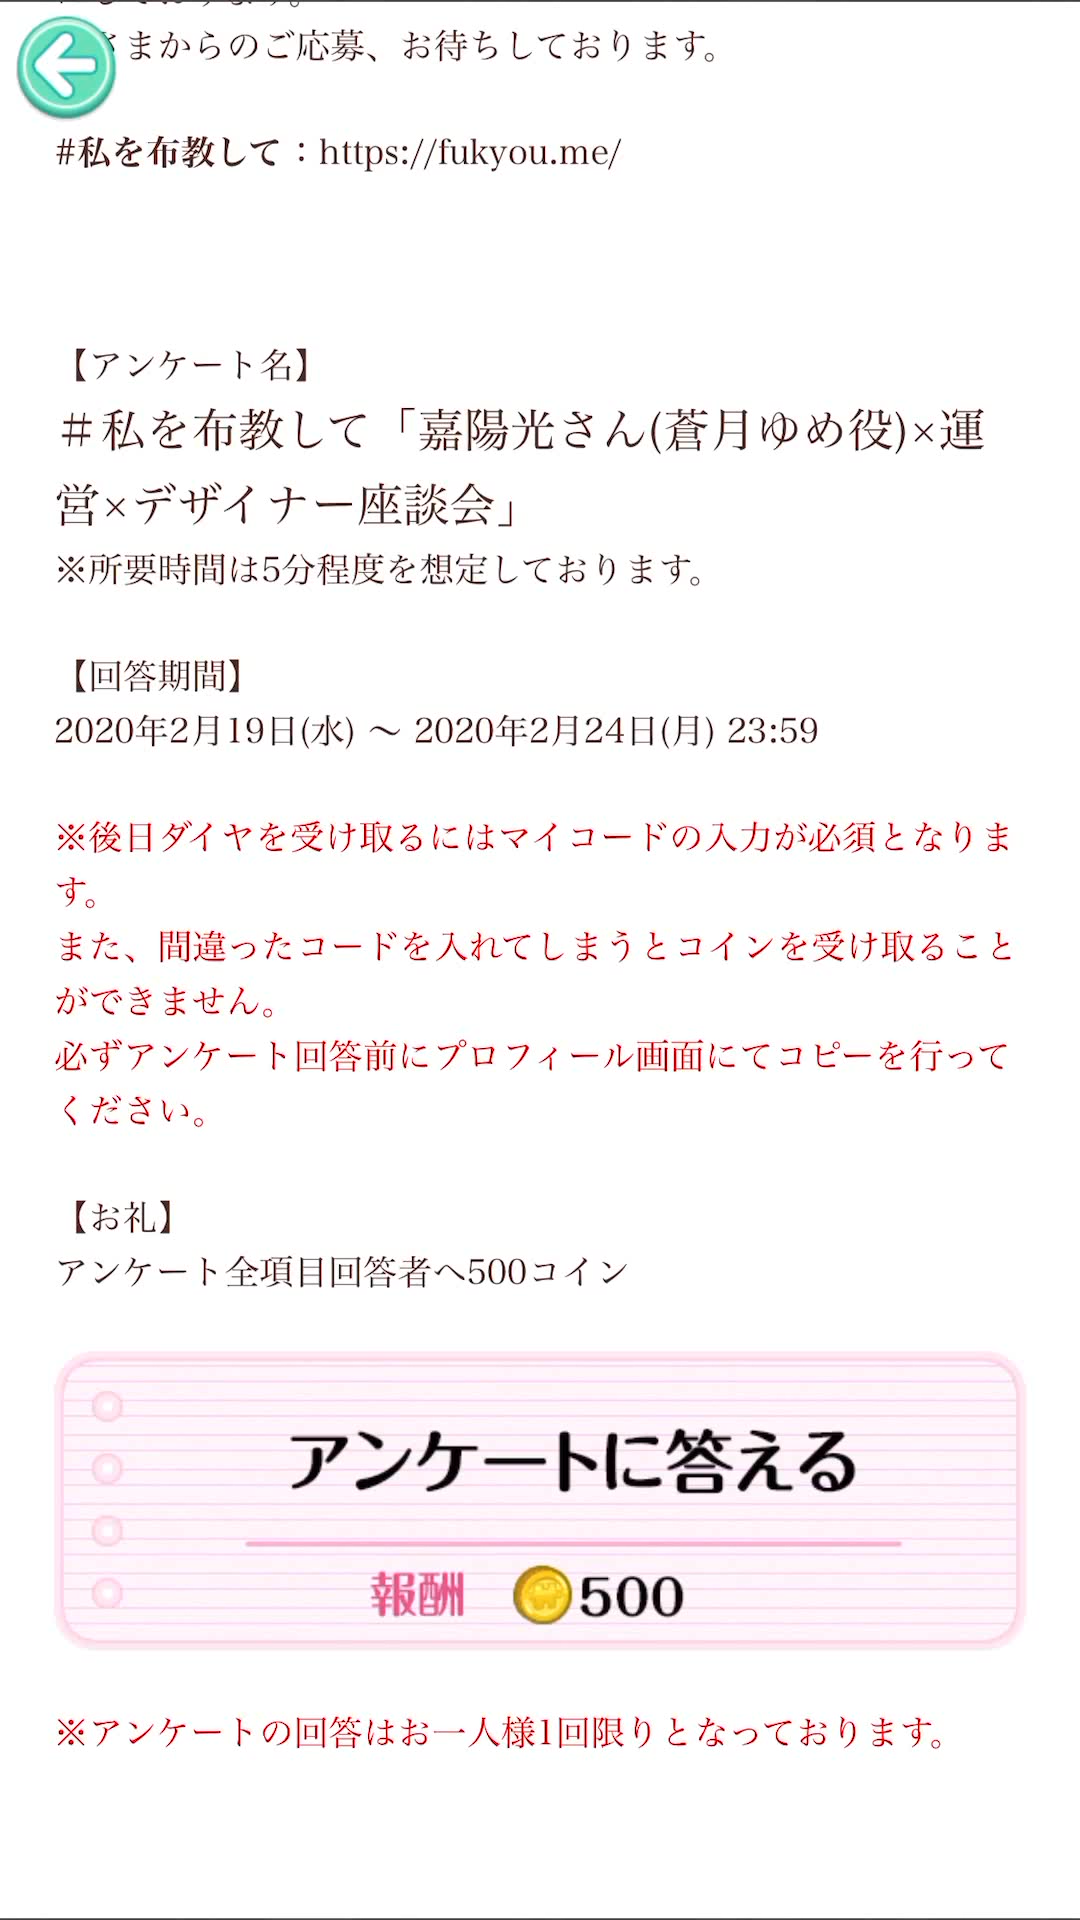 さまからのご応募、お待ちしております。
#私を布教して：https://fukyou.me/
【アンケート名】
＃私を布教して「嘉陽光さん(蒼月ゆめ役)×運
営×デザイナー座談会」
※所要時間は5分程度を想定しております。
【回答期間】
2020年2月19日(水) ～ 2020年2月24日(月) 23:59
※後日ダイヤを受け取るにはマイコードの入力が必須となりま
す。
また、間違ったコードを入れてしまうとコインを受け取ること
ができません。
必ずアンケート回答前にプロフィール画面にてコピーを行って
ください。
【お礼】
アンケート全項目回答者へ500コイン
アンケートに答える
報酬 500
※アンケートの回答はお一人様1回限りとなっております。